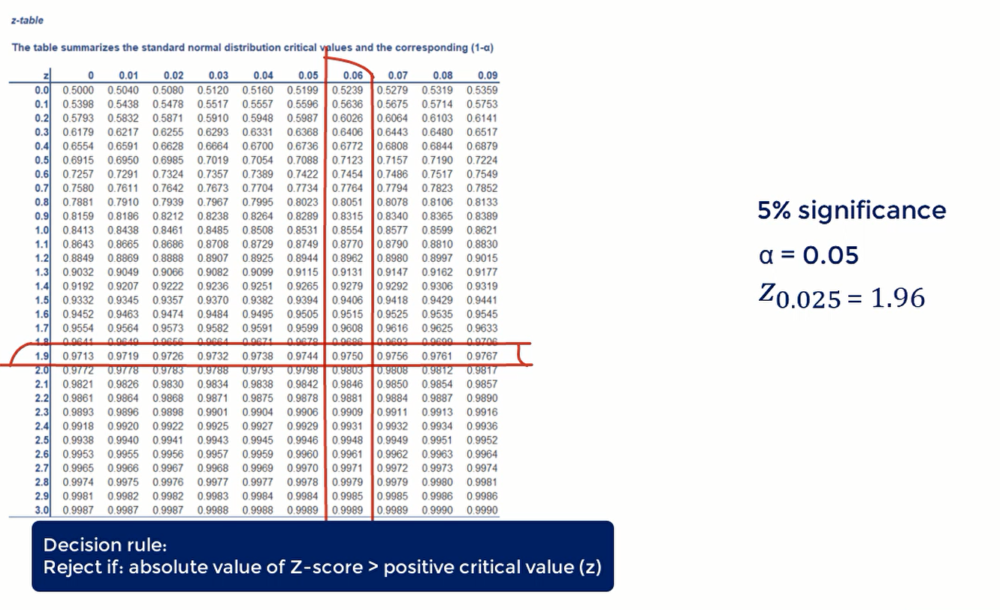 z-table
The table summarizes the standard normal distribution critical values and the corresponding (1-α)
z 0 0.01 0.02 0.03 0.04 0.05 0.06 0.07 0.08 0.09
0.0 0.5000 0.5040 0.5080 0.5120 0.5160 0.5199 0.5239 0.5279 0.5319 0.5359
0.1 0.5398 0.5438 0.5478 0.5517 0.5557 0.5596 0.5636 0.5675 0.5714 0.5753
0.2 0.5793 0.5832 0.5871 0.5910 0.5948 0.5987 0.6026 0.6064 0.6103 0.6141
0.3 0.6179 0.6217 0.6255 0.6293 0.6331 0.6368 0.6406 0.6443 0.6480 0.6517
0.4 0.6554 0.6591 0.6628 0.6664 0.6700 0.6736 0.6772 0.6808 0.6844 0.6879
0.5 0.6915 0.6950 0.6985 0.7019 0.7054 0.7088 0.7123 0.7157 0.7190 0.7224
0.6 0.7257 0.7291 0.7324 0.7357 0.7389 0.7422 0.7454 0.7486 0.7517 0.7549
0.7 0.7580 0.7611 0.7642 0.7673 0.7704 0.7734 0.7764 0.7794 0.7823 0.7852
0.8 0.7881 0.7910 0.7939 0.7967 0.7995 0.8023 0.8051 0.8078 0.8106 0.8133
0.9 0.8159 0.8186 0.8212 0.8238 0.8264 0.8289 0.8315 0.8340 0.8365 0.8389
1.0 0.8413 0.8438 0.8461 0.8485 0.8508 0.8531 0.8554 0.8577 0.8599 0.8621
1.1 0.8643 0.8665 0.8686 0.8708 0.8729 0.8749 0.8770 0.8790 0.8810 0.8830
1.2 0.8849 0.8869 0.8888 0.8907 0.8925 0.8944 0.8962 0.8980 0.8997 0.9015
1.3 0.9032 0.9049 0.9066 0.9082 0.9099 0.9115 0.9131 0.9147 0.9162 0.9177
1.4 0.9192 0.9207 0.9222 0.9236 0.9251 0.9265 0.9279 0.9292 0.9306 0.9319
1.5 0.9332 0.9345 0.9357 0.9370 0.9382 0.9394 0.9406 0.9418 0.9429 0.9441
1.6 0.9452 0.9463 0.9474 0.9484 0.9495 0.9505 0.9515 0.9525 0.9535 0.9545
1.7 0.9554 0.9564 0.9573 0.9582 0.9591 0.9599 0.9608 0.9616 0.9625 0.9633
1.8 0.9641 0.9649 0.9656 0.9664 0.9671 0.9678 0.9686 0.9693 0.9699 0.9706
1.9 0.9713 0.9719 0.9726 0.9732 0.9738 0.9744 0.9750 0.9756 0.9761 0.9767
2.0 0.9772 0.9778 0.9783 0.9788 0.9793 0.9798 0.9803 0.9808 0.9812 0.9817
2.1 0.9821 0.9826 0.9830 0.9834 0.9838 0.9842 0.9846 0.9850 0.9854 0.9857
2.2 0.9861 0.9864 0.9868 0.9871 0.9875 0.9878 0.9881 0.9884 0.9887 0.9890
2.3 0.9893 0.9896 0.9898 0.9901 0.9904 0.9906 0.9909 0.9911 0.9913 0.9916
2.4 0.9918 0.9920 0.9922 0.9925 0.9927 0.9929 0.9931 0.9932 0.9934 0.9936
2.5 0.9938 0.9940 0.9941 0.9943 0.9945 0.9946 0.9948 0.9949 0.9951 0.9952
2.6 0.9953 0.9955 0.9956 0.9957 0.9959 0.9960 0.9961 0.9962 0.9963 0.9964
2.7 0.9965 0.9966 0.9967 0.9968 0.9969 0.9970 0.9971 0.9972 0.9973 0.9974
2.8 0.9974 0.9975 0.9976 0.9977 0.9977 0.9978 0.9979 0.9979 0.9980 0.9981
2.9 0.9981 0.9982 0.9982 0.9983 0.9984 0.9984 0.9985 0.9985 0.9986 0.9986
3.0 0.9987 0.9987 0.9987 0.9988 0.9988 0.9989 0.9989 0.9989 0.9990 0.9990
5% significance
α = 0.05
z0.025 = 1.96
Decision rule:
Reject if: absolute value of Z-score > positive critical value (z)